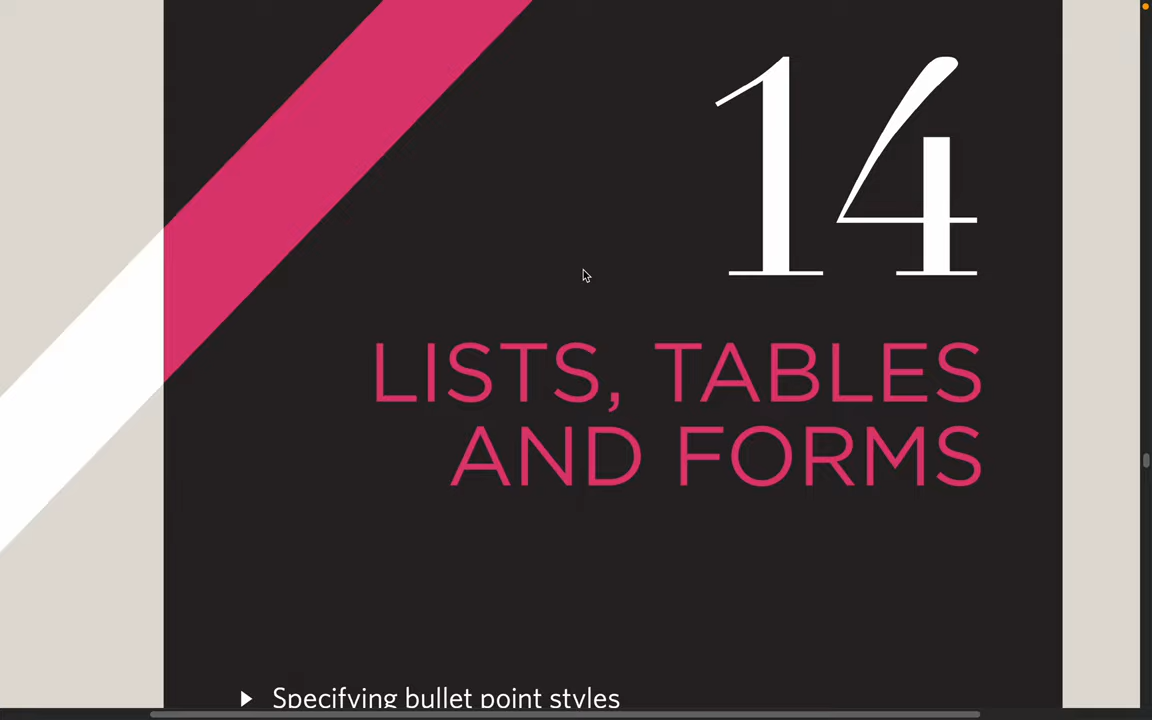 14
LISTS, TABLES
AND FORMS
Specifying bullet point styles